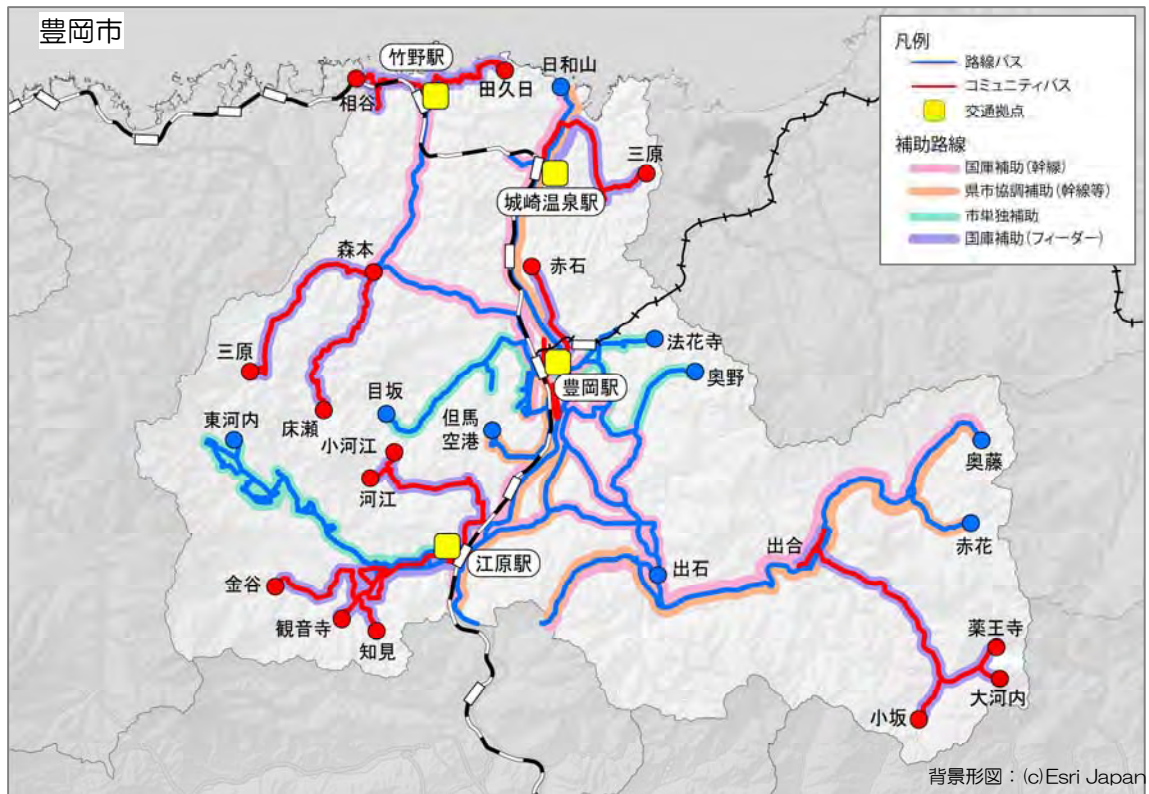 豊岡市
凡例
路線バス
コミュニティバス
交通拠点
補助路線
国庫補助(幹線)
県市協調補助(幹線等)
市単独補助
国庫補助(フィーダー)
竹野駅
日和山
相谷
田久日
三原
城崎温泉駅
森本
赤石
法花寺
三原
豊岡駅
奥野
目坂
床瀬
東河内
但馬
空港
小河江
奥藤
河江
赤花
出合
江原駅
出石
金谷
観音寺
知見
薬王寺
大河内
小坂
背景形図：(c)Esri Japan